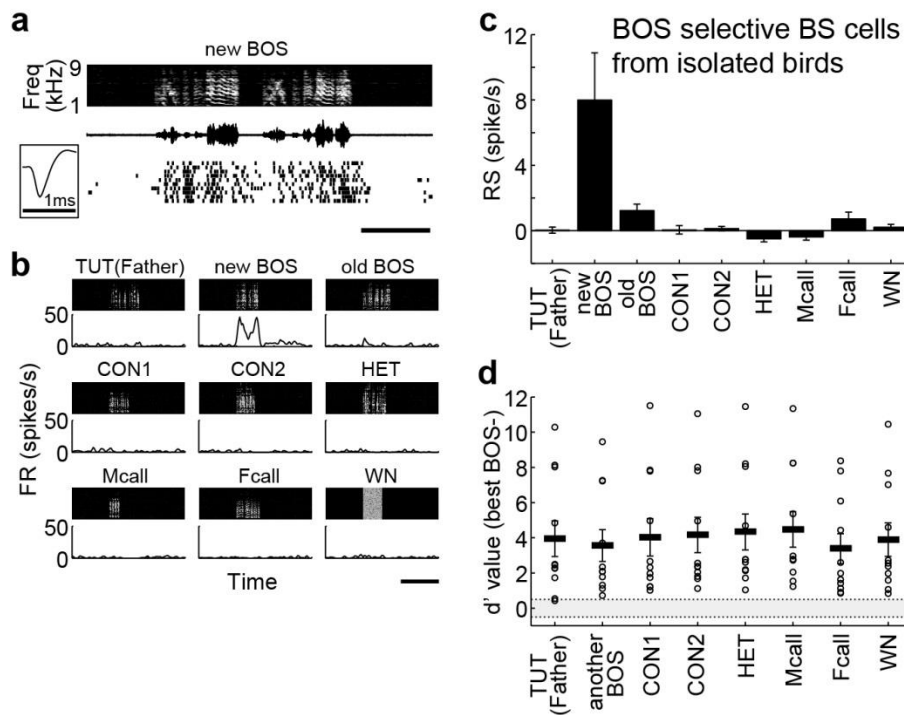 a
new BOS
Freq
(kHz)
9
1
1ms
b
TUT(Father)
new BOS
old BOS
50
0
CON1
CON2
HET
50
0
FR (spikes/s)
Mcall
Fcall
WN
50
0
Time
c
BOS selective BS cells
from isolated birds
RS (spike/s)
12
8
4
0
TUT
(Father)
new
BOS
old
BOS
CON1
CON2
HET
Mcall
Fcall
WN
d
d' value (best BOS-)
12
10
8
6
4
2
0
TUT
(Father)
another
BOS
CON1
CON2
HET
Mcall
Fcall
WN